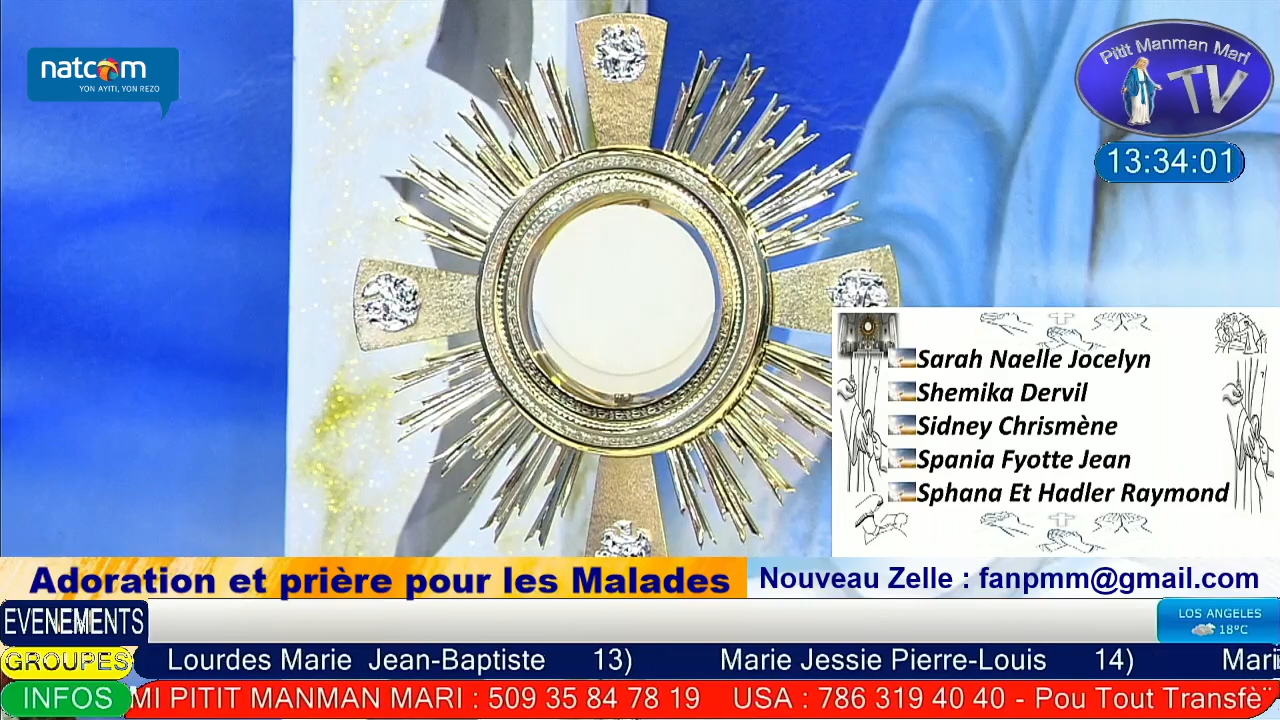 natcom
YON AYITI, YON REZO
Pitit Manman Mari
TV
13:34:01
Sarah Naelle Jocelyn
Shemika Dervil
Sidney Chrismène
Spania Fyotte Jean
Sphana Et Hadler Raymond
Adoration et prière pour les Malades
Nouveau Zelle : fanpmm@gmail.com
EVENEMENTS
LOS ANGELES
18°C
GROUPES
Lourdes Marie Jean-Baptiste 13) Marie Jessie Pierre-Louis 14)
INFOS
MI PITIT MANMAN MARI : 509 35 84 78 19 USA : 786 319 40 40 - Pou Tout Transfè